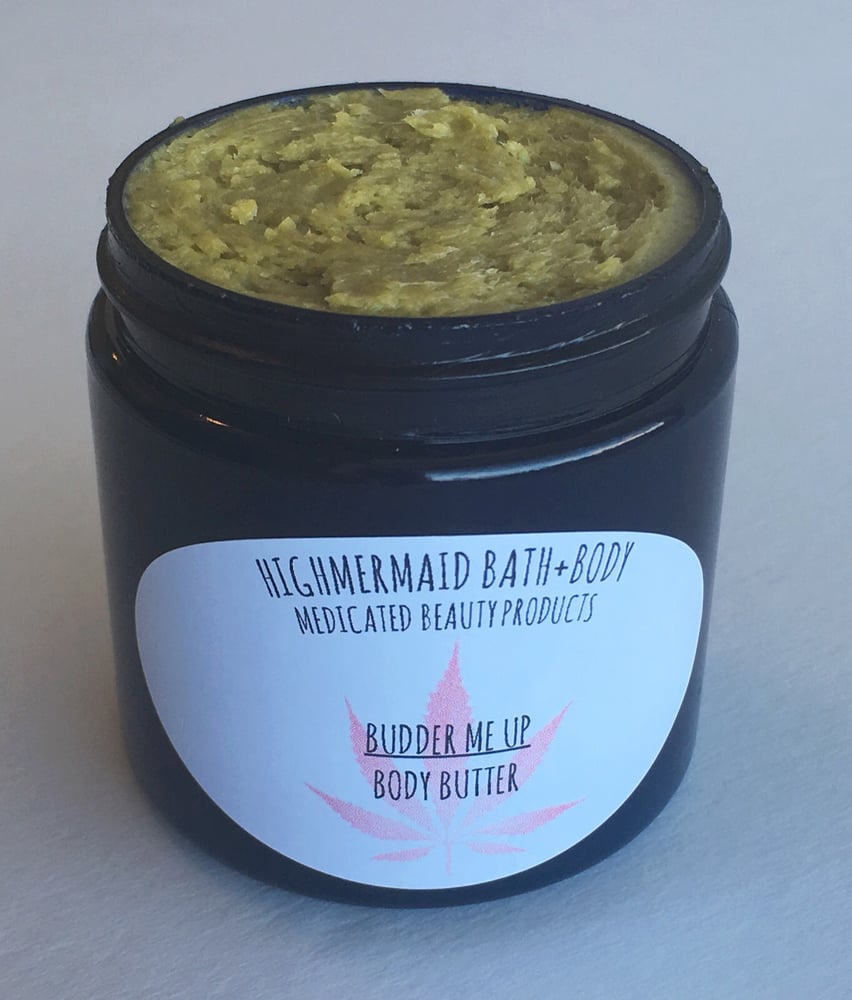 HIGHMERMAID BATH+BODY
MEDICATED BEAUTY PRODUCTS
BUDDER ME UP
BODY BUTTER